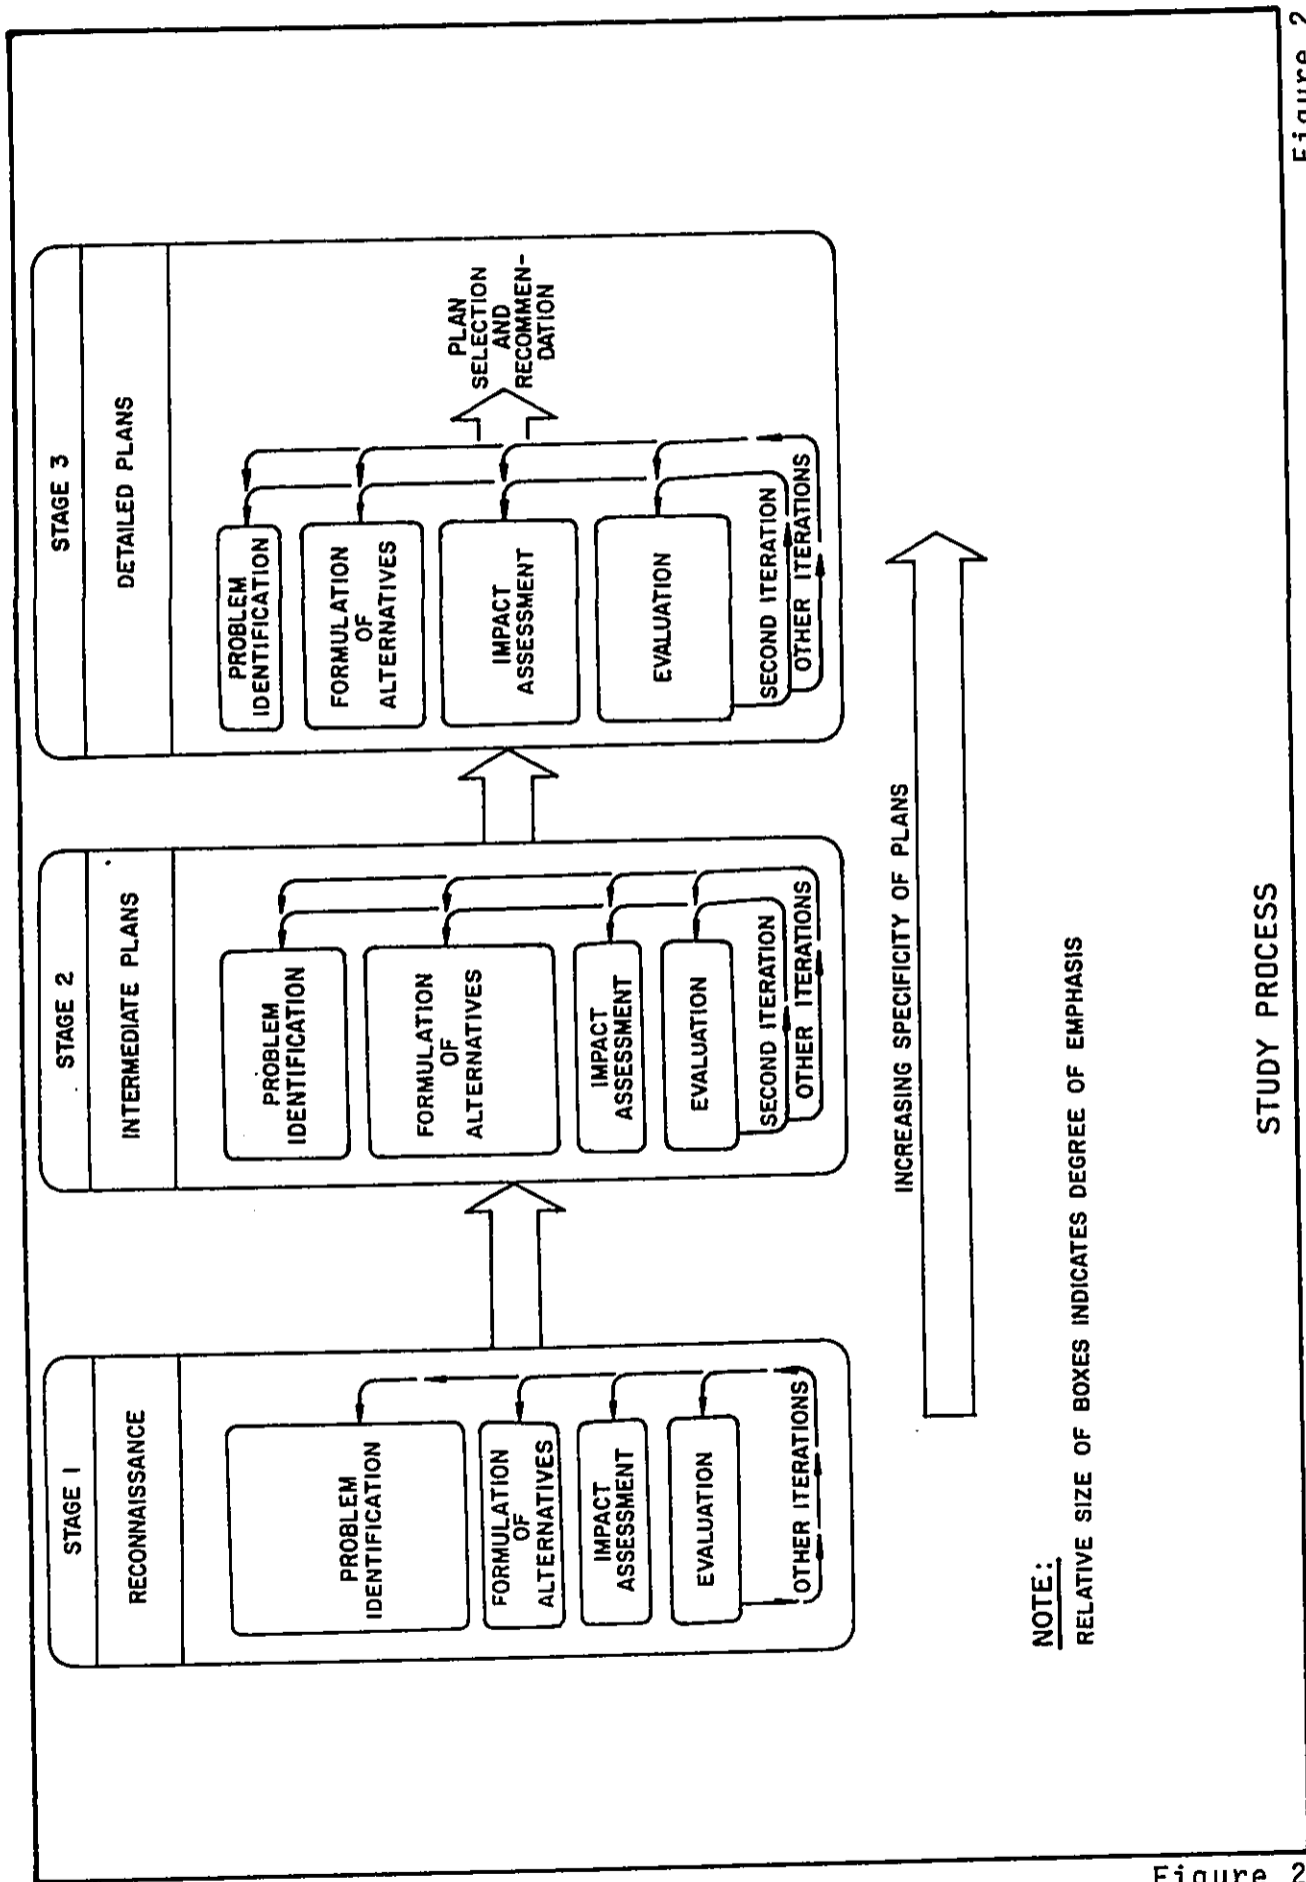 STAGE 1
RECONNAISSANCE
PROBLEM
IDENTIFICATION
FORMULATION
OF
ALTERNATIVES
IMPACT
ASSESSMENT
EVALUATION
OTHER ITERATIONS
STAGE 2
INTERMEDIATE PLANS
PROBLEM
IDENTIFICATION
FORMULATION
OF
ALTERNATIVES
IMPACT
ASSESSMENT
EVALUATION
SECOND ITERATION
OTHER ITERATIONS
STAGE 3
DETAILED PLANS
PROBLEM
IDENTIFICATION
FORMULATION
OF
ALTERNATIVES
IMPACT
ASSESSMENT
EVALUATION
SECOND ITERATION
OTHER ITERATIONS
PLAN
SELECTION
AND
RECOMMEN-
DATION
INCREASING SPECIFICITY OF PLANS
NOTE:
RELATIVE SIZE OF BOXES INDICATES DEGREE OF EMPHASIS
STUDY PROCESS
Figure 2
Figure 2